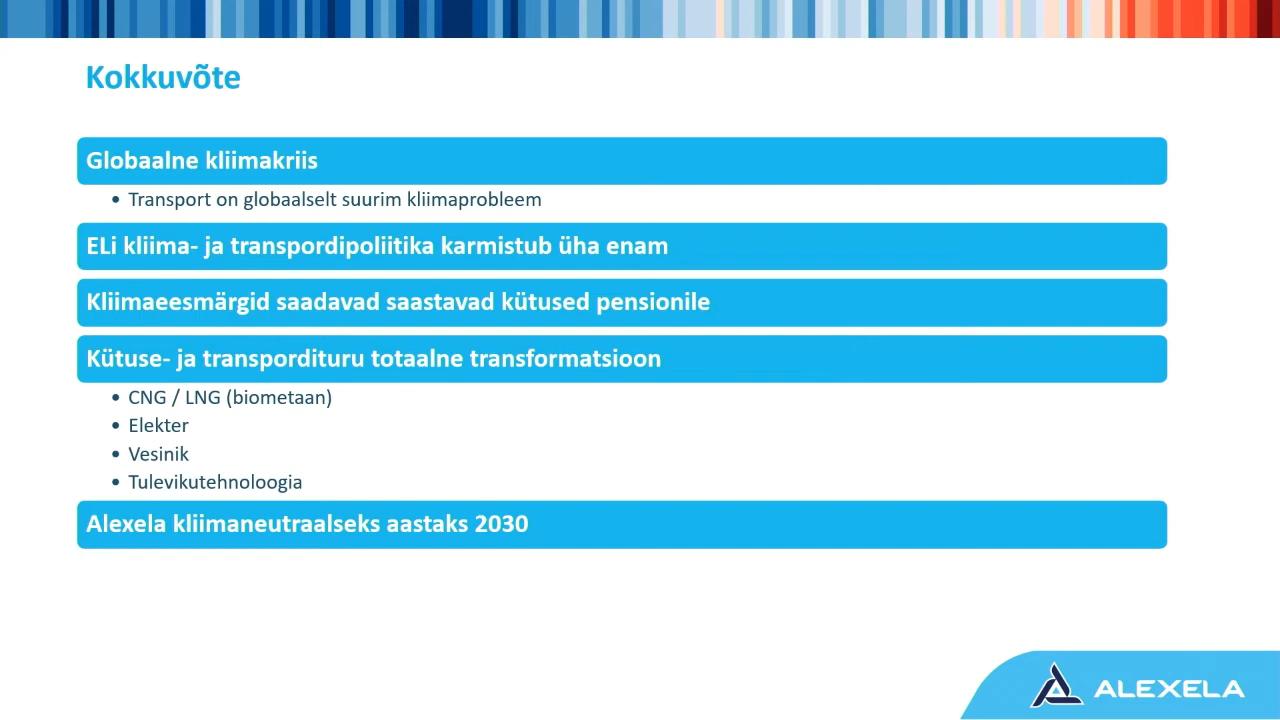 Kokkuvõte
Globaalne kliimakriis
• Transport on globaalselt suurim kliimaprobleem
ELi kliima- ja transpordipoliitika karmistub üha enam
Kliimaeesmärgid saadavad saastavad kütused pensionile
Kütuse- ja transpordituru totaalne transformatsioon
• CNG / LNG (biometaan)
• Elekter
• Vesinik
• Tulevikutehnoloogia
Alexela kliimaneutraalseks aastaks 2030
ALEXELA